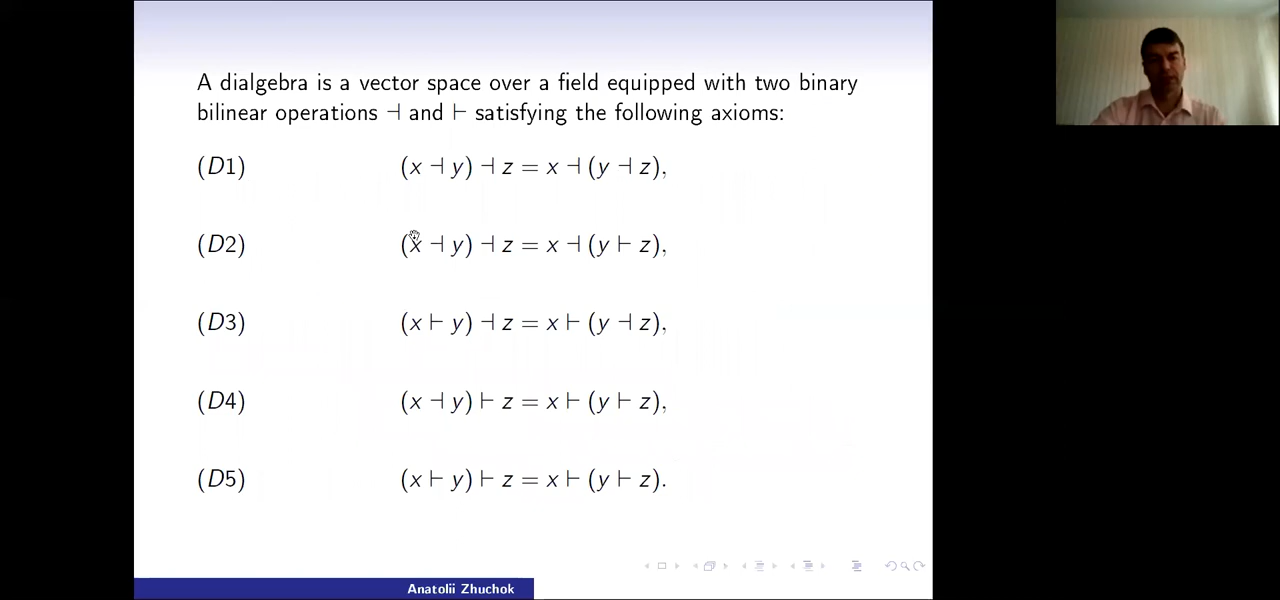 A dialgebra is a vector space over a field equipped with two binary
bilinear operations ⊣ and ⊢ satisfying the following axioms:
(D1) (x ⊣ y) ⊣ z = x ⊣ (y ⊣ z),
(D2) (x ⊣ y) ⊣ z = x ⊣ (y ⊢ z),
(D3) (x ⊢ y) ⊣ z = x ⊢ (y ⊣ z),
(D4) (x ⊣ y) ⊢ z = x ⊢ (y ⊢ z),
(D5) (x ⊢ y) ⊢ z = x ⊢ (y ⊢ z).
Anatolii Zhuchok